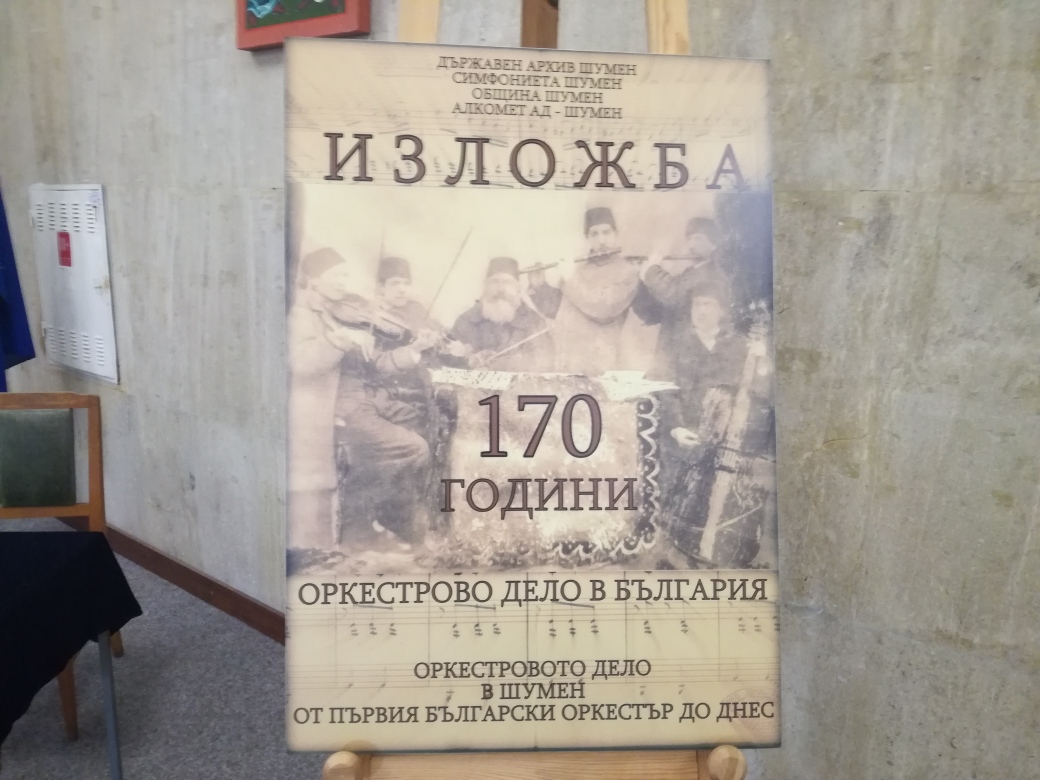 ДЪРЖАВЕН АРХИВ ШУМЕН
СИМФОНИЕТА ШУМЕН
ОБЩИНА ШУМЕН
АЛКОМЕТ АД - ШУМЕН
ИЗЛОЖБА
170
ГОДИНИ
ОРКЕСТРОВО ДЕЛО В БЪЛГАРИЯ
ОРКЕСТРОВОТО ДЕЛО
В ШУМЕН
ОТ ПЪРВИЯ БЪЛГАРСКИ ОРКЕСТЪР ДО ДНЕС